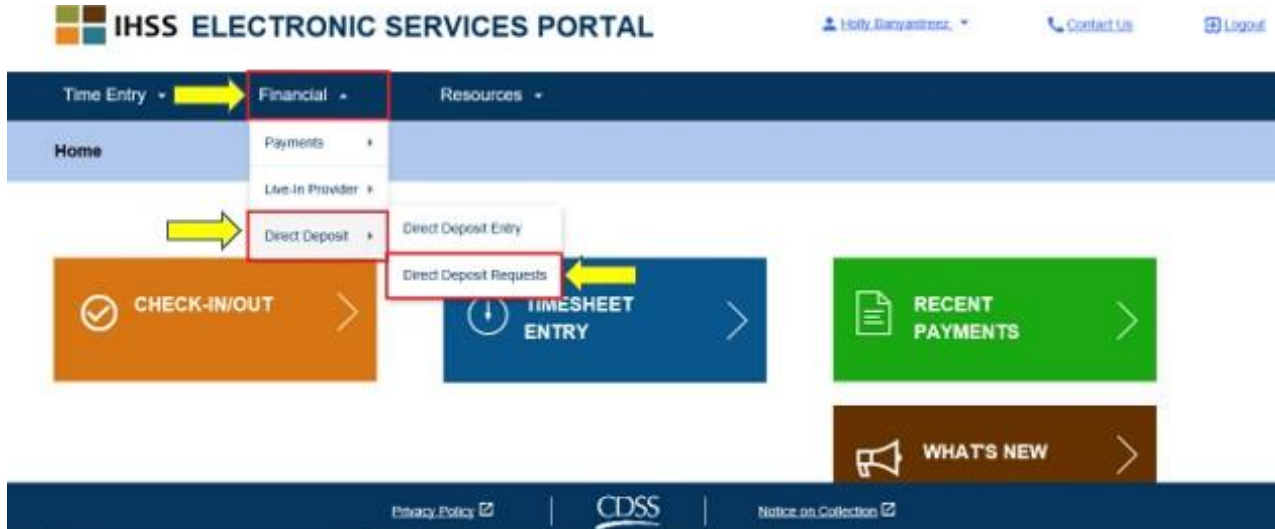 IHSS ELECTRONIC SERVICES PORTAL
Holly Banyantreez
Contact Us
Logout
Time Entry
Financial
Resources
Home
Payments
Live-In Provider
Direct Deposit
Direct Deposit Entry
Direct Deposit Requests
CHECK-IN/OUT
TIMESHEET
ENTRY
RECENT
PAYMENTS
WHAT'S NEW
Privacy Policy
CDSS
Notice on Collection